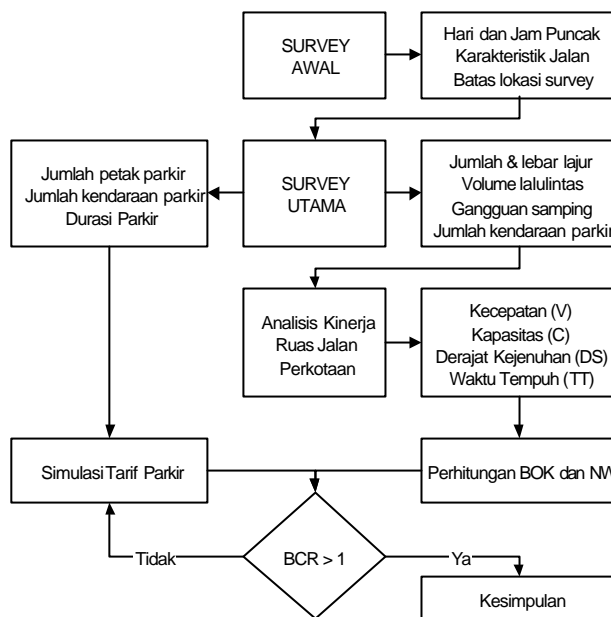 SURVEY
AWAL
Hari dan Jam Puncak
Karakteristik Jalan
Batas lokasi survey
Jumlah petak parkir
Jumlah kendaraan parkir
Durasi Parkir
SURVEY
UTAMA
Jumlah & lebar lajur
Volume lalulintas
Gangguan samping
Jumlah kendaraan parkir
Analisis Kinerja
Ruas Jalan
Perkotaan
Kecepatan (V)
Kapasitas (C)
Derajat Kejenuhan (DS)
Waktu Tempuh (TT)
Simulasi Tarif Parkir
Perhitungan BOK dan NW
Tidak
BCR > 1
Ya
Kesimpulan